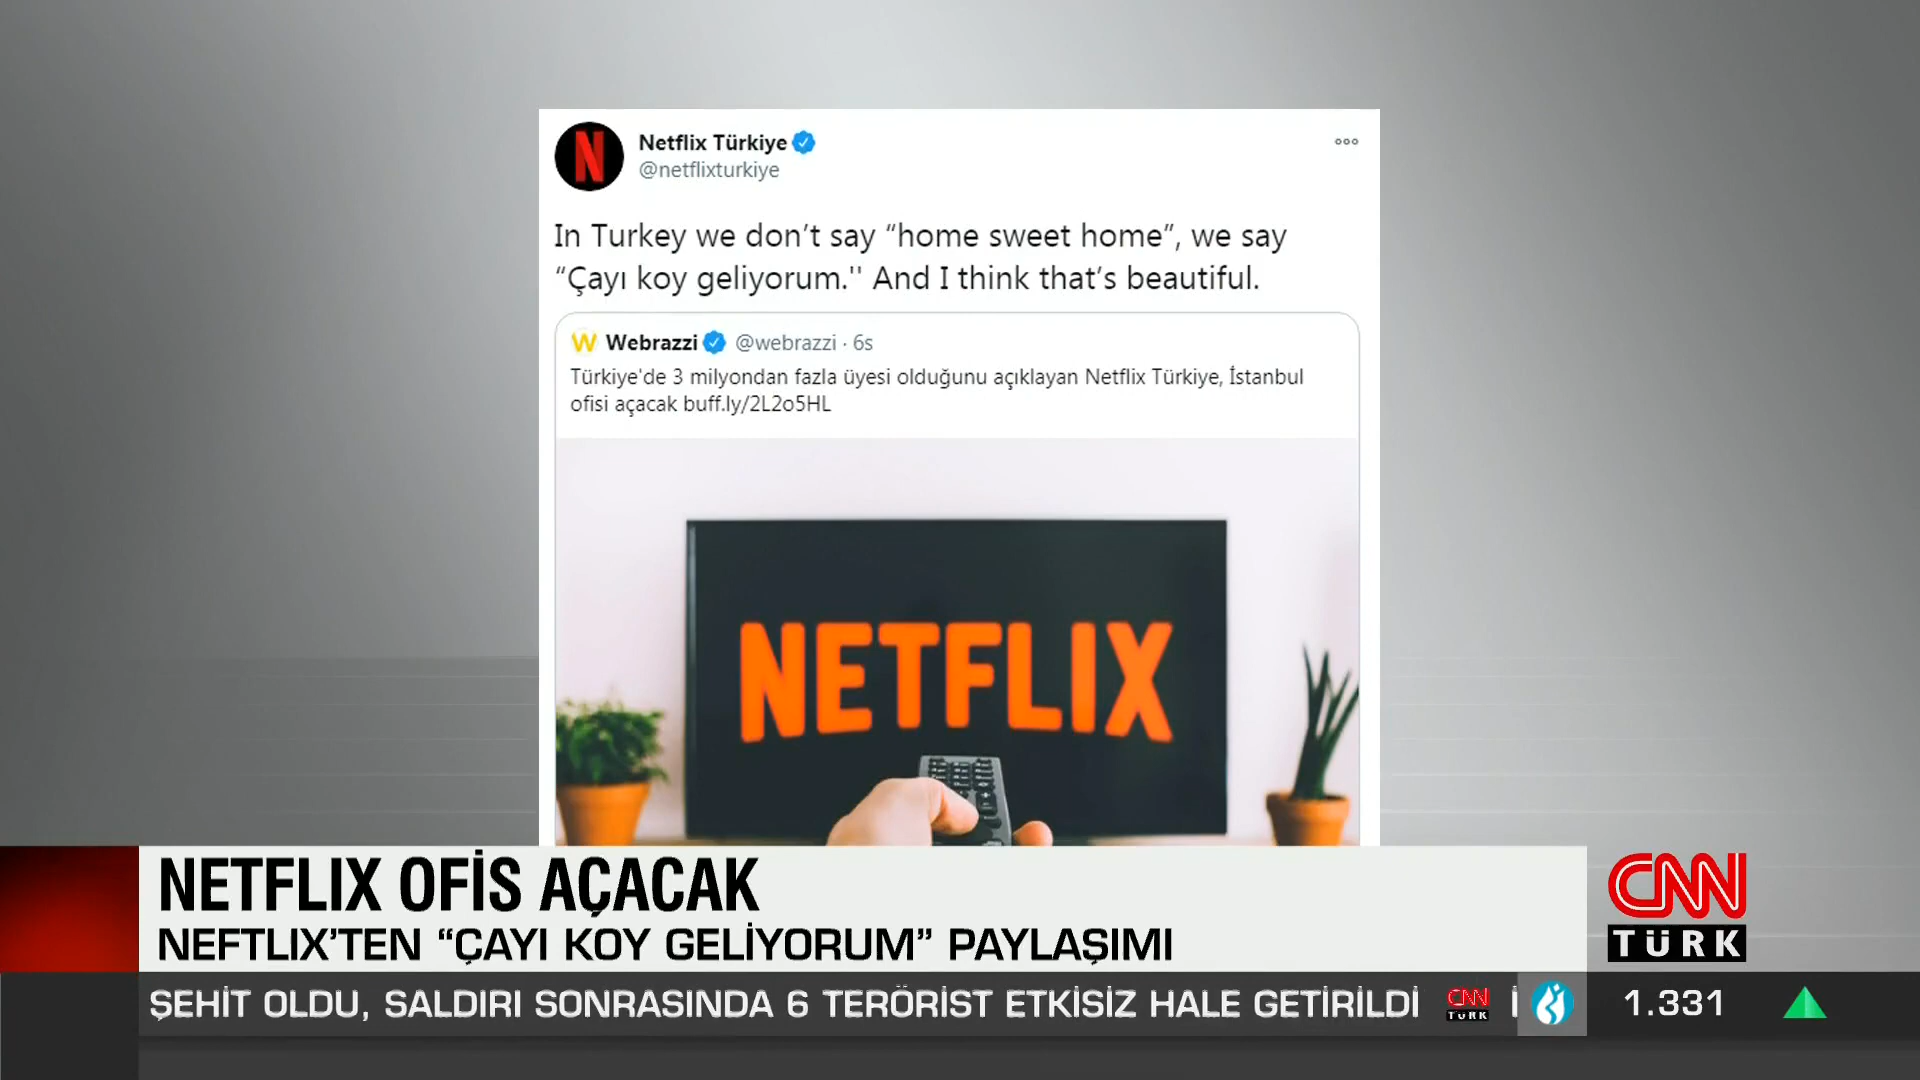 Netflix Türkiye
@netflixturkiye
In Turkey we don’t say “home sweet home”, we say
“Çayı koy geliyorum.'' And I think that’s beautiful.
W Webrazzi @webrazzi · 6s
Türkiye'de 3 milyondan fazla üyesi olduğunu açıklayan Netflix Türkiye, İstanbul
ofisi açacak buff.ly/2L2o5HL
NETFLIX
NETFLIX OFİS AÇACAK
NEFTLIX’TEN “ÇAYI KOY GELİYORUM” PAYLAŞIMI
CNN
TÜRK
ŞEHİT OLDU, SALDIRI SONRASINDA 6 TERÖRİST ETKİSİZ HALE GETİRİLDİ CNN TÜRK İ 1.331